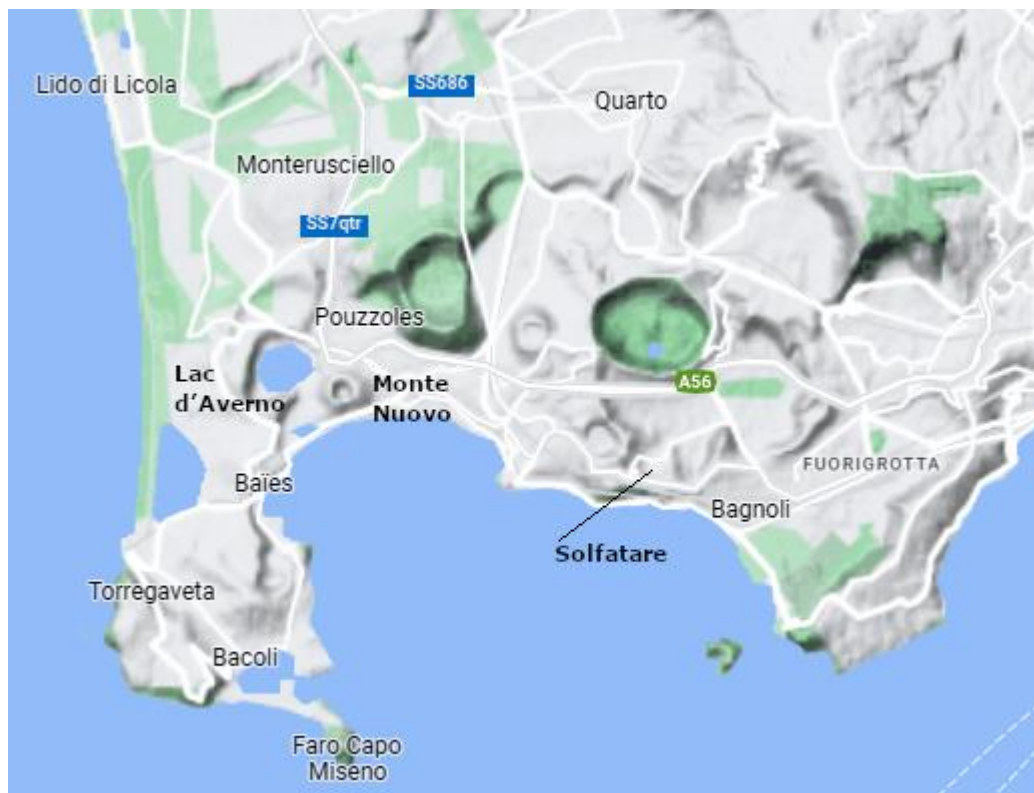 SS686
Lido di Licola
Quarto
Monterusciello
SS7qtr
Pouzzoles
Lac
d'Averno
Monte
Nuovo
A56
FUORIGROTTA
Baïes
Bagnoli
Solfatare
Torregaveta
Bacoli
Faro Capo
Miseno